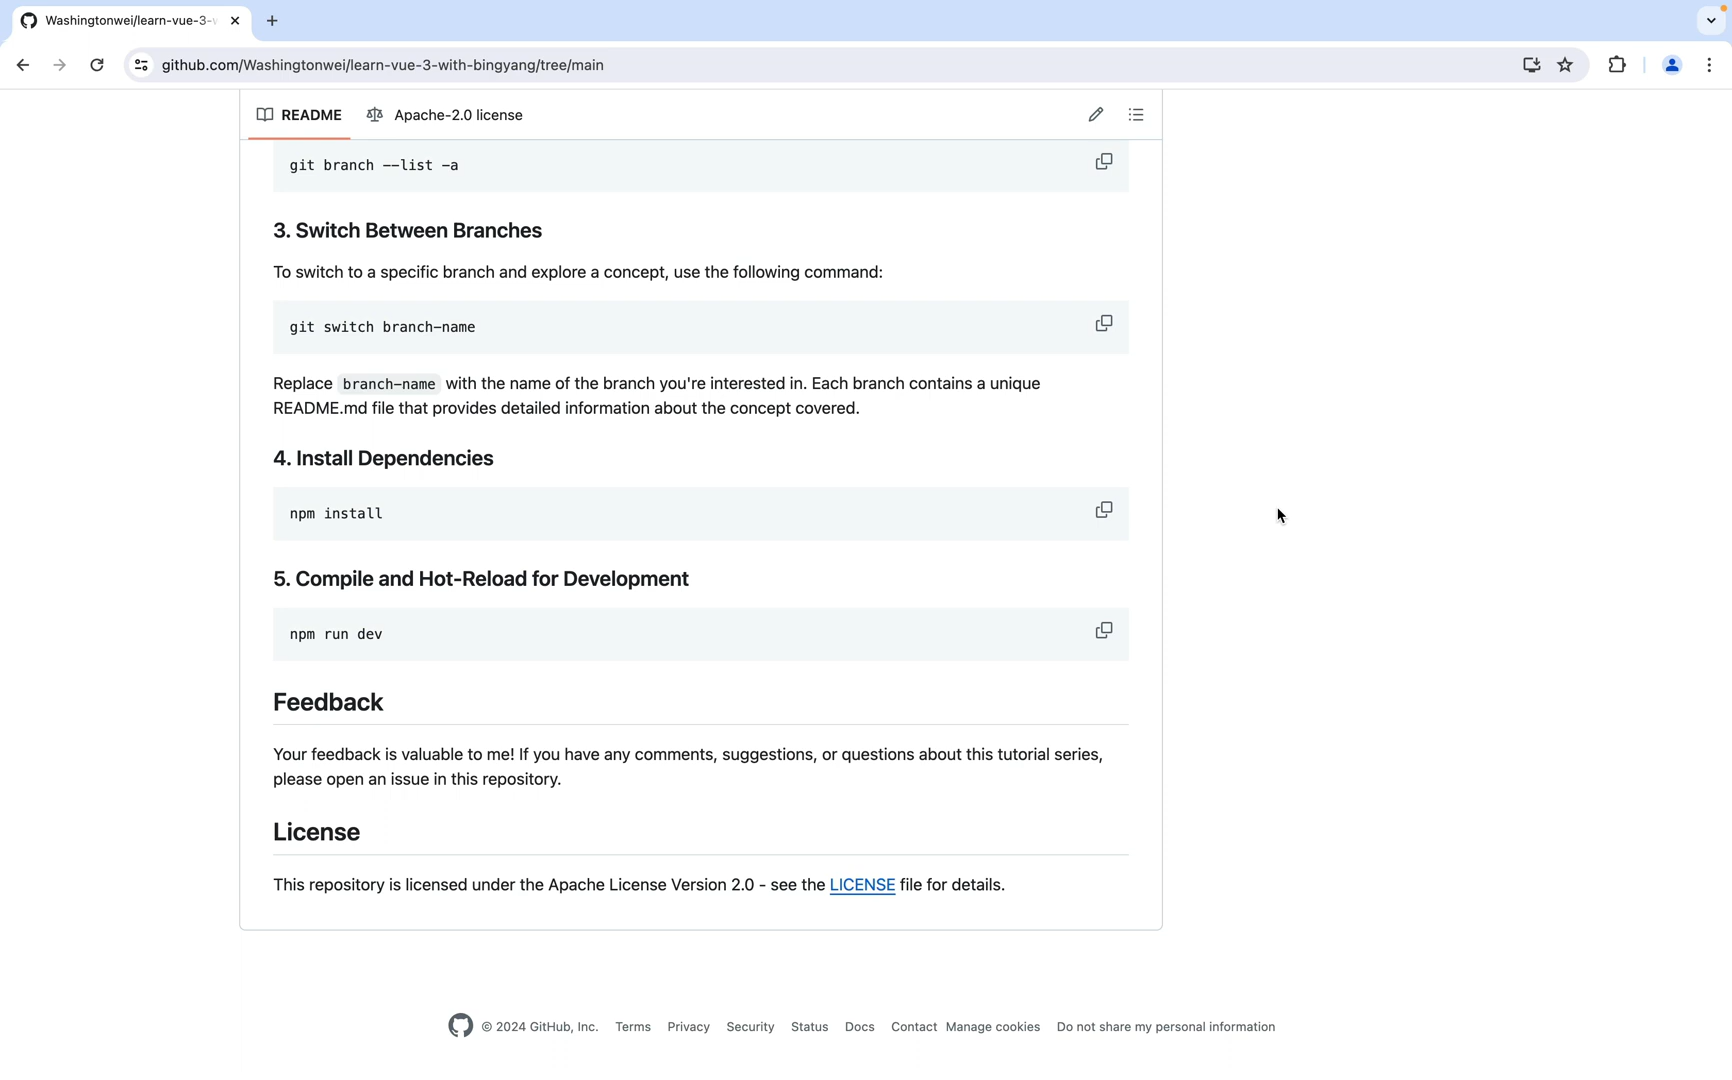 Washingtonwei/learn-vue-3-w
github.com/Washingtonwei/learn-vue-3-with-bingyang/tree/main
README
Apache-2.0 license
git branch --list -a
3. Switch Between Branches
To switch to a specific branch and explore a concept, use the following command:
git switch branch-name
Replace branch-name with the name of the branch you're interested in. Each branch contains a unique
README.md file that provides detailed information about the concept covered.
4. Install Dependencies
npm install
5. Compile and Hot-Reload for Development
npm run dev
Feedback
Your feedback is valuable to me! If you have any comments, suggestions, or questions about this tutorial series,
please open an issue in this repository.
License
This repository is licensed under the Apache License Version 2.0 - see the LICENSE file for details.
© 2024 GitHub, Inc. Terms Privacy Security Status Docs Contact Manage cookies Do not share my personal information